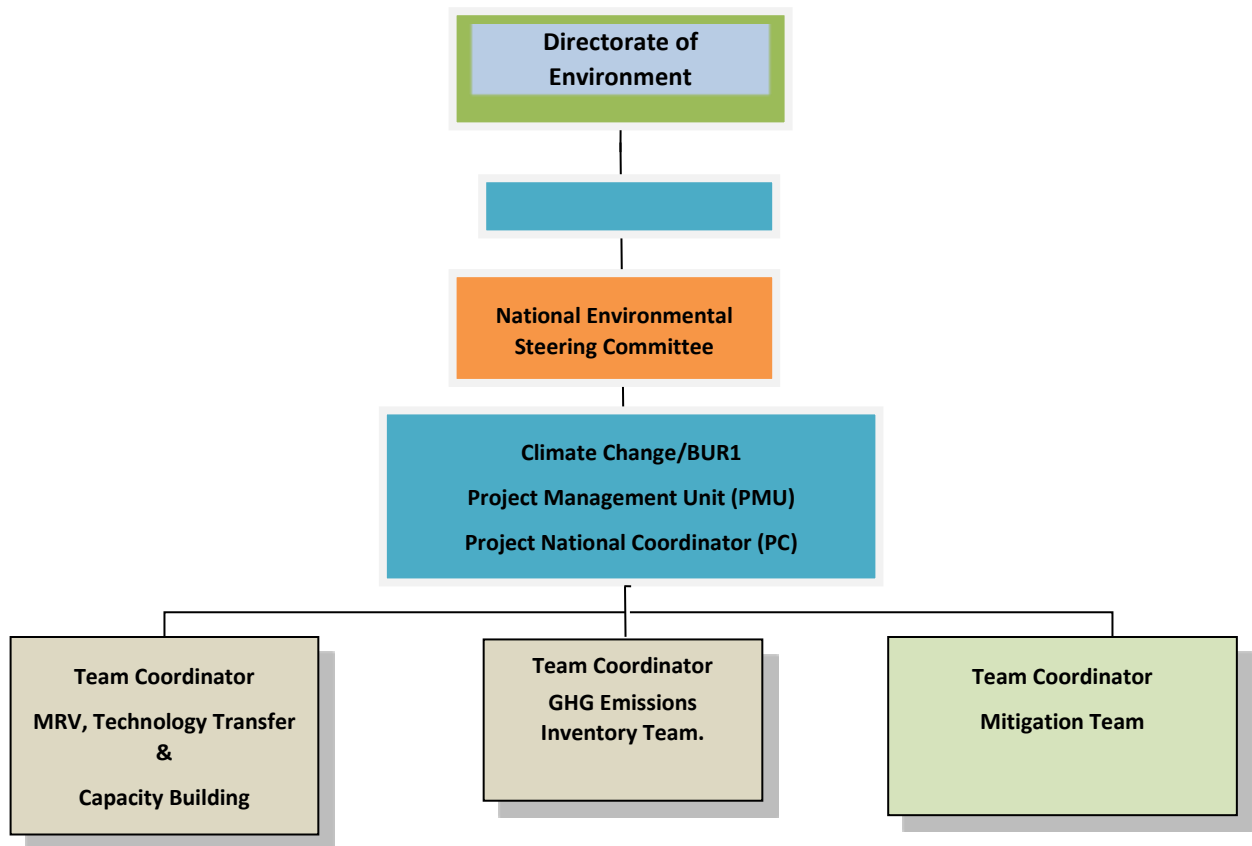 Directorate of
Environment
National Environmental
Steering Committee
Climate Change/BUR1
Project Management Unit (PMU)
Project National Coordinator (PC)
Team Coordinator
MRV, Technology Transfer
&
Capacity Building
Team Coordinator
GHG Emissions
Inventory Team.
Team Coordinator
Mitigation Team